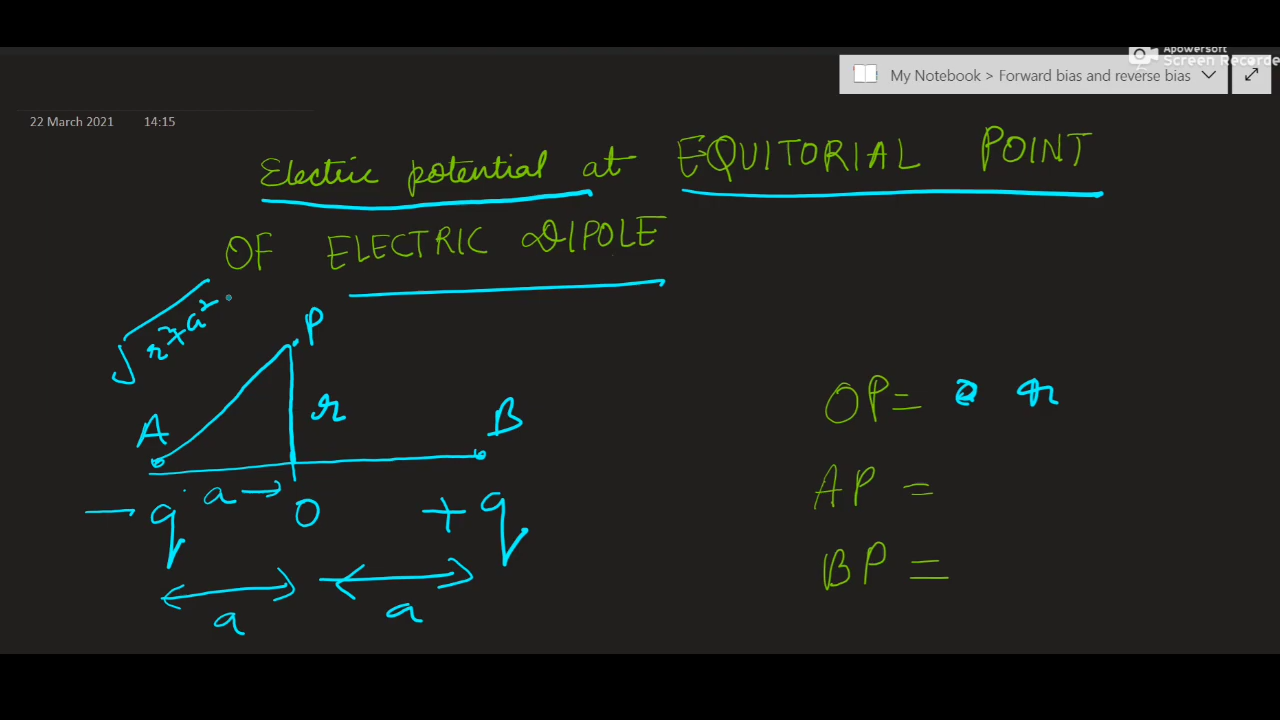 Apowersoft
Screen Recorde
My Notebook > Forward bias and reverse bias
22 March 2021 14:15
Electric potential at EQUITORIAL POINT
OF ELECTRIC DIPOLE
√r²+a²
P
A
r
B
OP= r
AP =
BP =
a →
-q
O
+q
a
a